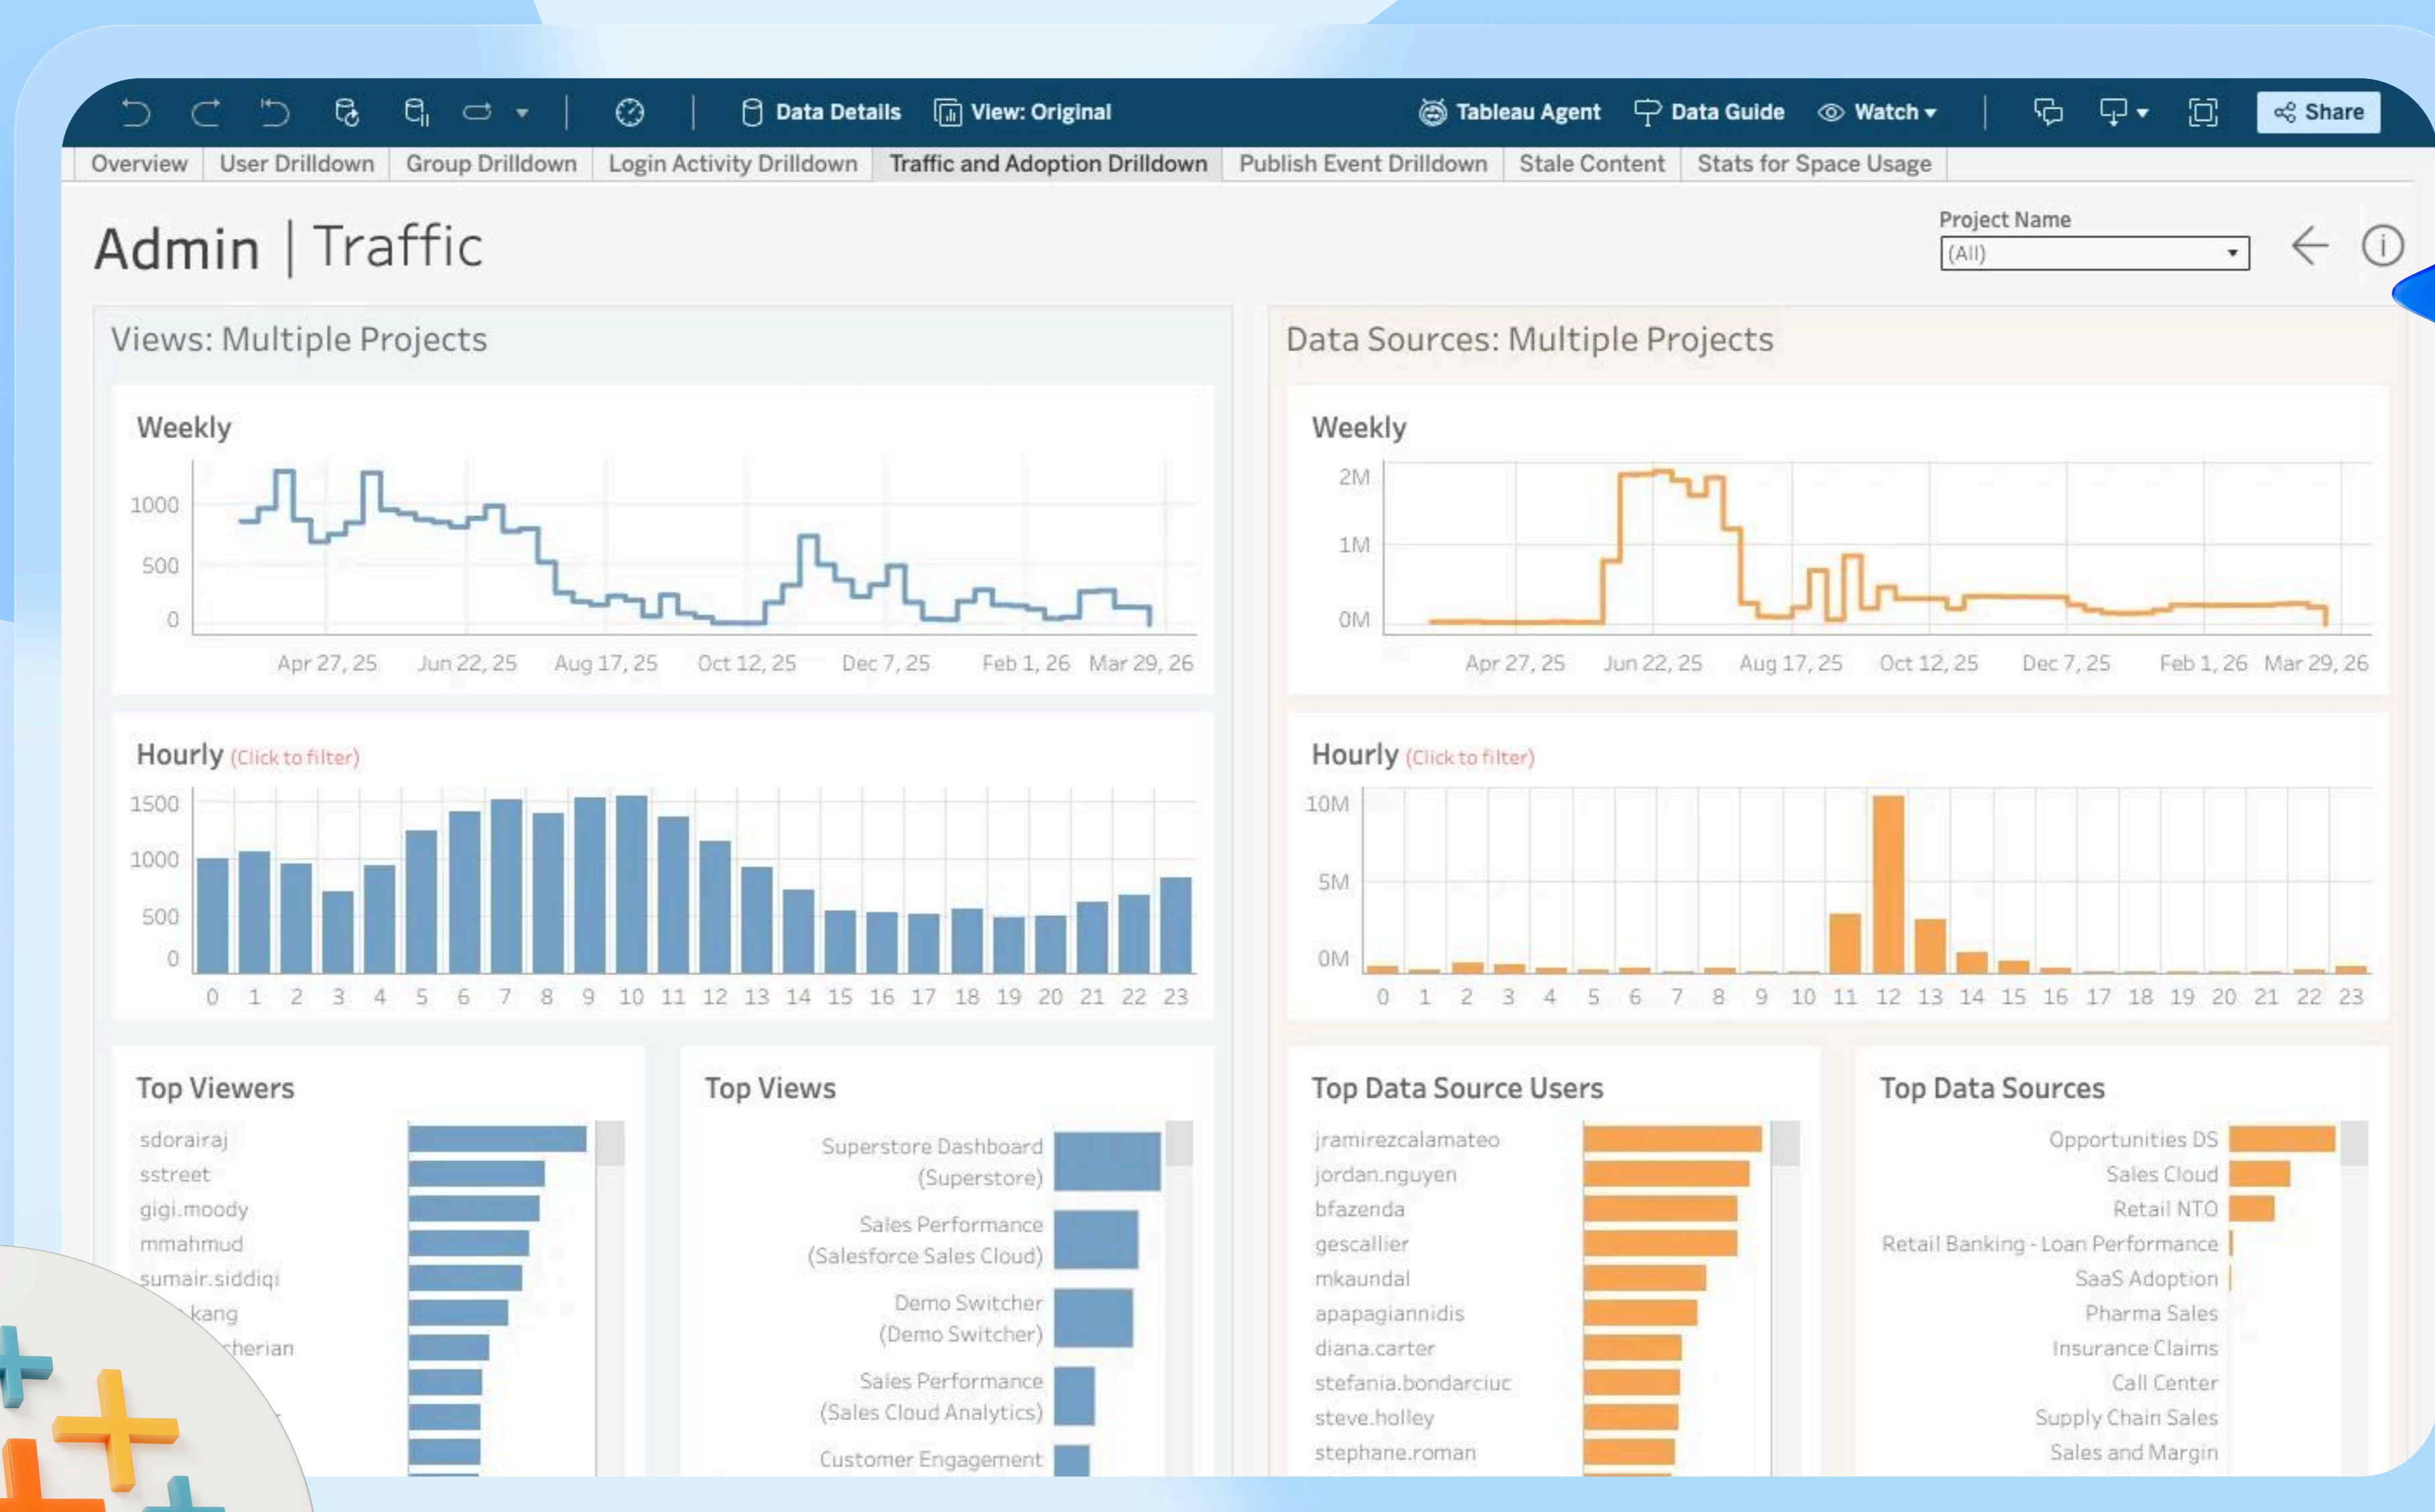 Data Details View: Original Tableau Agent Data Guide Watch Share
Overview User Drilldown Group Drilldown Login Activity Drilldown Traffic and Adoption Drilldown Publish Event Drilldown Stale Content Stats for Space Usage
Admin | Traffic
Project Name
(All)
Views: Multiple Projects
Weekly
1000
500
0
Apr 27, 25 Jun 22, 25 Aug 17, 25 Oct 12, 25 Dec 7, 25 Feb 1, 26 Mar 29, 26
Hourly (Click to filter)
1500
1000
500
0
0 1 2 3 4 5 6 7 8 9 10 11 12 13 14 15 16 17 18 19 20 21 22 23
Top Viewers
sdorairaj
sstreet
gigi.moody
mmahmud
sumair.siddiqi
kang
cherian
Top Views
Superstore Dashboard
(Superstore)
Sales Performance
(Salesforce Sales Cloud)
Demo Switcher
(Demo Switcher)
Sales Performance
(Sales Cloud Analytics)
Customer Engagement
Data Sources: Multiple Projects
Weekly
2M
1M
0M
Apr 27, 25 Jun 22, 25 Aug 17, 25 Oct 12, 25 Dec 7, 25 Feb 1, 26 Mar 29, 26
Hourly (Click to filter)
10M
5M
0M
0 1 2 3 4 5 6 7 8 9 10 11 12 13 14 15 16 17 18 19 20 21 22 23
Top Data Source Users
jramirezcalamateo
jordan.nguyen
bfazenda
gescallier
mkaundal
apapagiannidis
diana.carter
stefania.bondarciuc
steve.holley
stephane.roman
Top Data Sources
Opportunities DS
Sales Cloud
Retail NTO
Retail Banking - Loan Performance
SaaS Adoption
Pharma Sales
Insurance Claims
Call Center
Supply Chain Sales
Sales and Margin